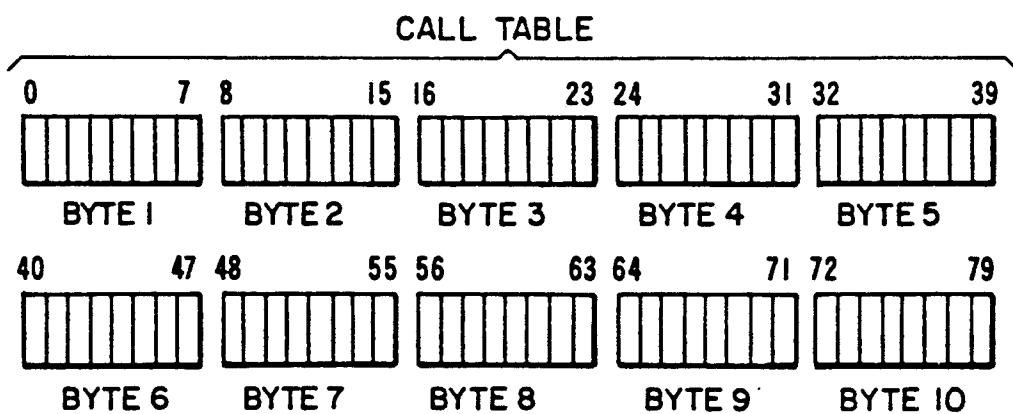 CALL TABLE
0 7 8 15 16 23 24 31 32 39
BYTE 1 BYTE 2 BYTE 3 BYTE 4 BYTE 5
40 47 48 55 56 63 64 71 72 79
BYTE 6 BYTE 7 BYTE 8 BYTE 9 BYTE 10